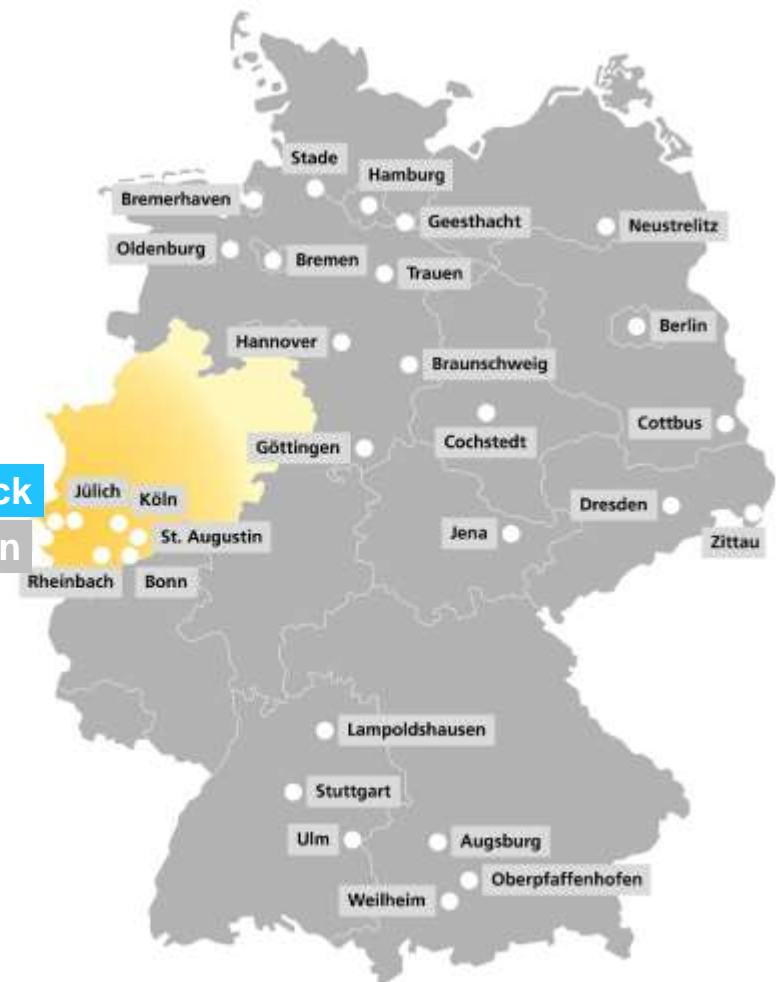 Stade
Hamburg
Bremerhaven
Geesthacht
Neustrelitz
Oldenburg
Bremen
Trauen
Berlin
Hannover
Braunschweig
Cottbus
Göttingen
Cochstedt
ck
Jülich
Köln
Dresden
n
St. Augustin
Jena
Zittau
Rheinbach
Bonn
Lampoldshausen
Stuttgart
Ulm
Augsburg
Oberpfaffenhofen
Weilheim